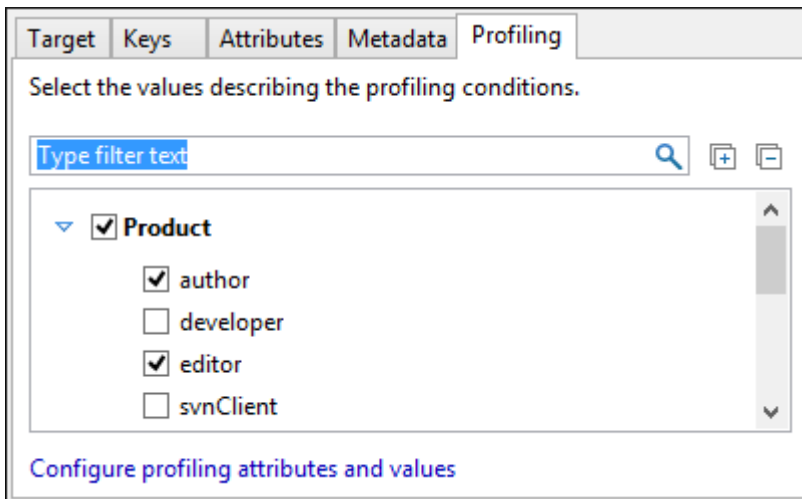 Target Keys Attributes Metadata Profiling
Select the values describing the profiling conditions.
Type filter text
Product
author
developer
editor
svnClient
Configure profiling attributes and values